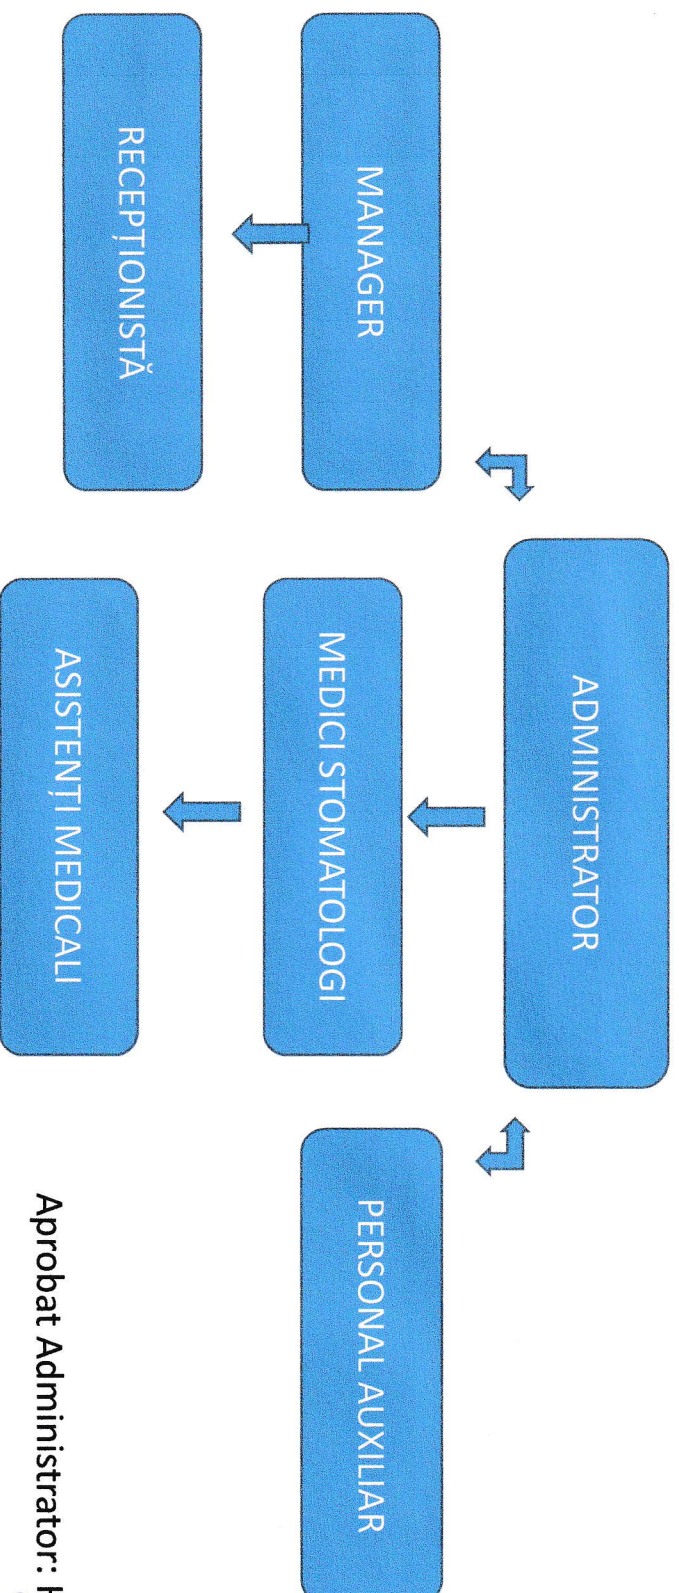 ADMINISTRATOR
MANAGER
MEDICI STOMATOLOGI
PERSONAL AUXILIAR
RECEPȚIONISTĂ
ASISTENȚI MEDICALI
Aprobat Administrator: